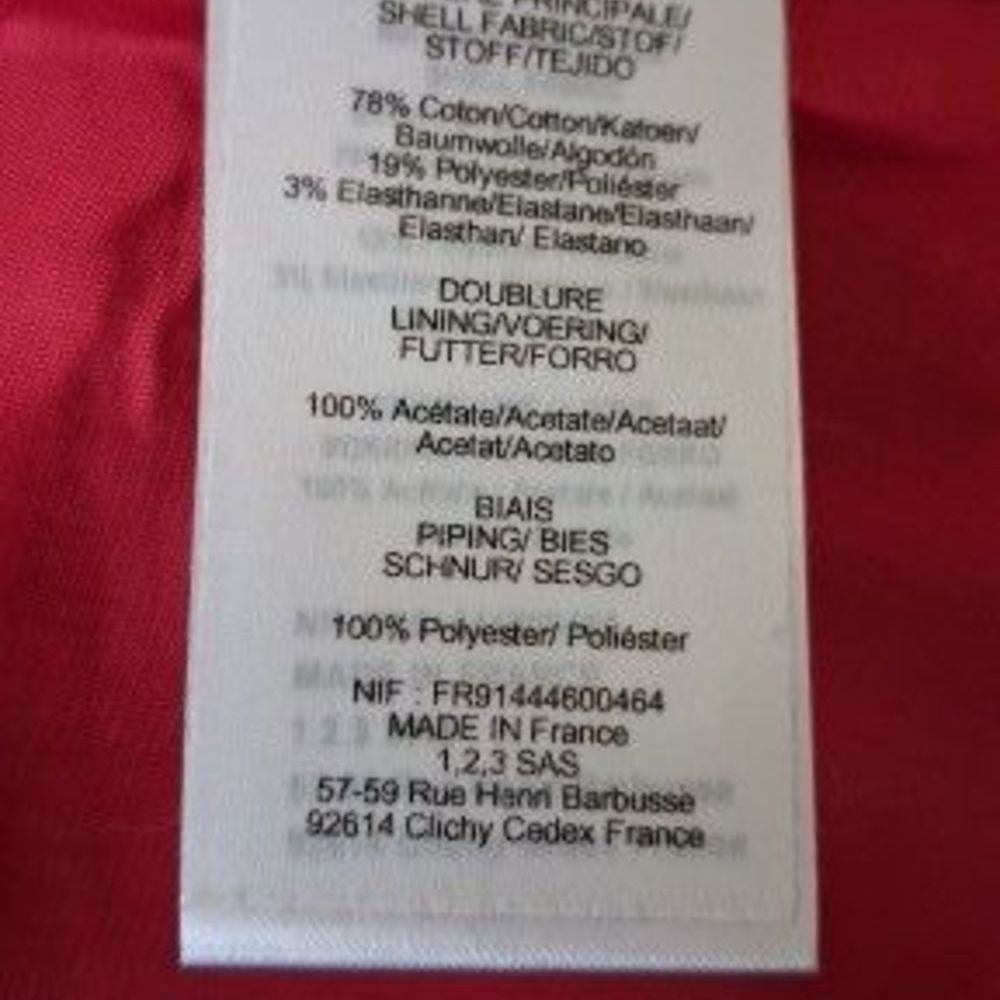 PRINCIPALE/
SHELL FABRIC/STOF/
STOFF/TEJIDO
78% Coton/Cotton/Katoen/
Baumwolle/Algodón
19% Polyester/Poliéster
3% Elasthanne/Elastane/Elasthaan/
Elasthan/ Elastano
DOUBLURE
LINING/VOERING/
FUTTER/FORRO
100% Acétate/Acetate/Acetaat/
Acetat/Acetato
BIAIS
PIPING/ BIES
SCHNUR/ SESGO
100% Polyester/ Poliéster
NIF : FR91444600464
MADE IN France
1,2,3 SAS
57-59 Rue Henri Barbusse
92614 Clichy Cedex France